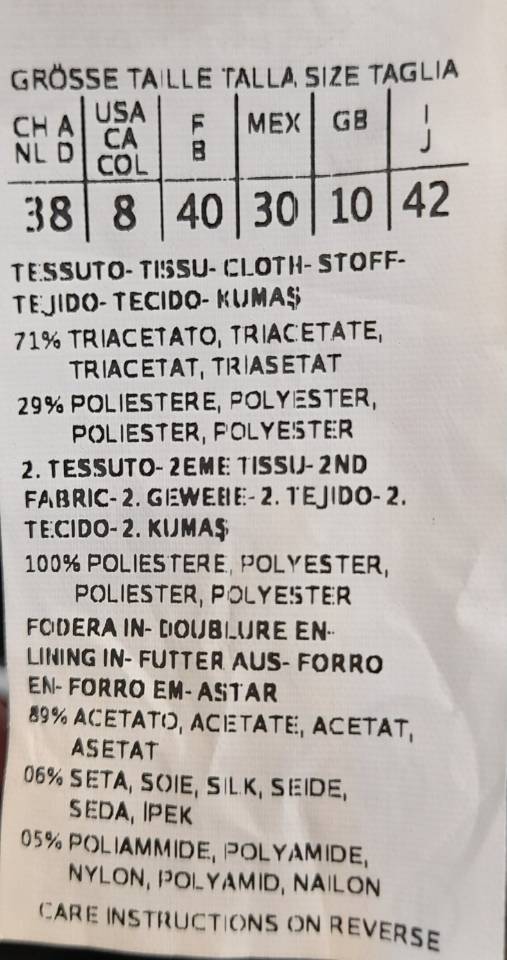 GRÖSSE TAILLE TALLA SIZE TAGLIA
CH A NL D | USA CA COL | F B | MEX | GB | I J
38 | 8 | 40 | 30 | 10 | 42
TESSUTO- TISSU- CLOTH- STOFF-
TEJIDO- TECIDO- KUMAŞ
71% TRIACETATO, TRIACETATE,
TRIACETAT, TRIASETAT
29% POLIESTERE, POLYESTER,
POLIESTER, POLYESTER
2. TESSUTO- 2EME TISSU- 2ND
FABRIC- 2. GEWEBE- 2. TEJIDO- 2.
TECIDO- 2. KUMAŞ
100% POLIESTERE, POLYESTER,
POLIESTER, POLYESTER
FODERA IN- DOUBLURE EN-
LINING IN- FUTTER AUS- FORRO
EN- FORRO EM- ASTAR
89% ACETATO, ACETATE, ACETAT,
ASETAT
06% SETA, SOIE, SILK, SEIDE,
SEDA, IPEK
05% POLIAMMIDE, POLYAMIDE,
NYLON, POLYAMID, NAILON
CARE INSTRUCTIONS ON REVERSE